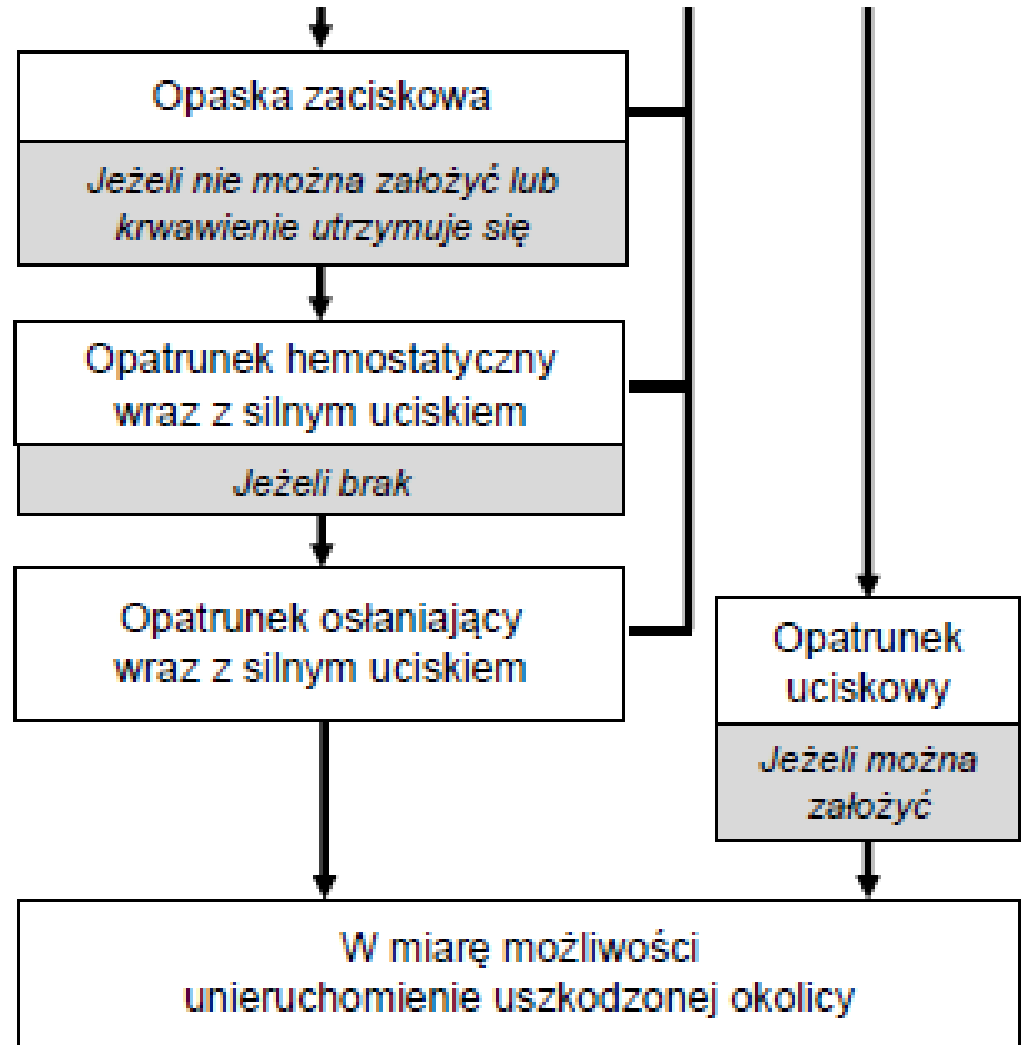 Opaska zaciskowa
Jeżeli nie można założyć lub
krwawienie utrzymuje się
Opatrunek hemostatyczny
wraz z silnym uciskiem
Jeżeli brak
Opatrunek osłaniający
wraz z silnym uciskiem
Opatrunek
uciskowy
Jeżeli można
założyć
W miarę możliwości
unieruchomienie uszkodzonej okolicy